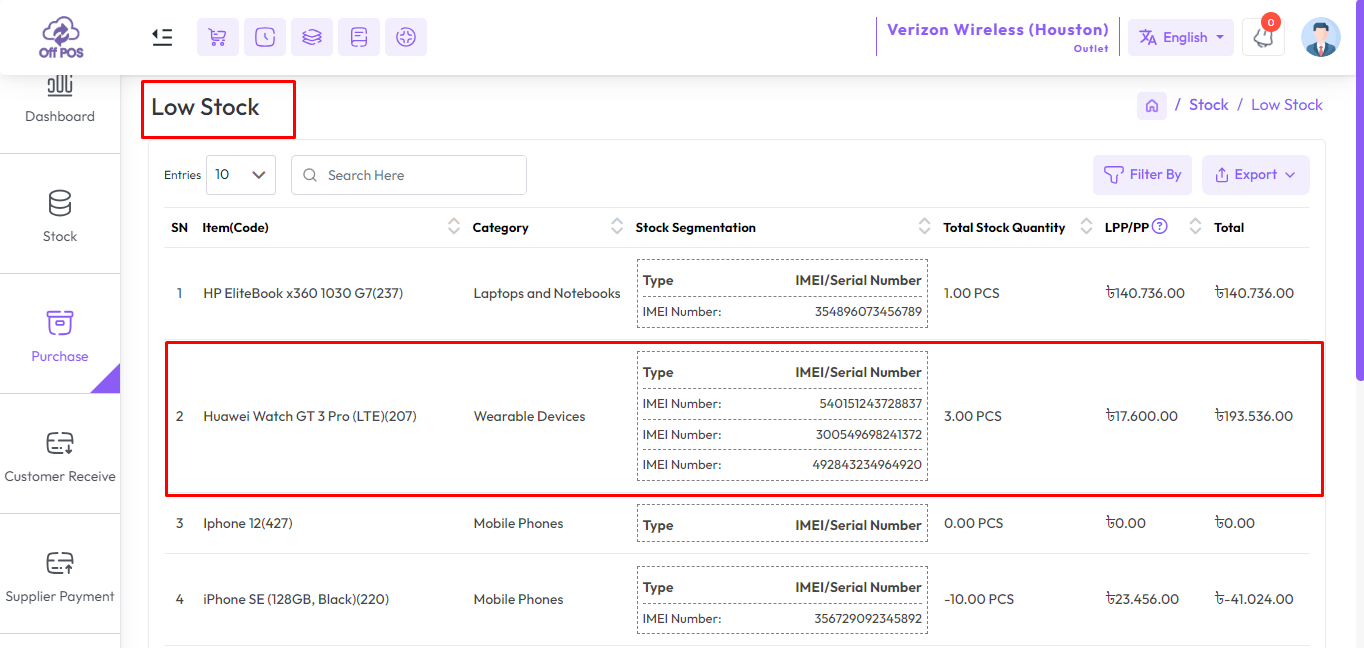 Off POS
Verizon Wireless (Houston)
Outlet
English
0
Dashboard
Stock
Purchase
Customer Receive
Supplier Payment
Low Stock
/ Stock / Low Stock
Entries 10 Search Here Filter By Export
SN Item(Code) Category Stock Segmentation Total Stock Quantity LPP/PP ? Total
Type IMEI/Serial Number
1 HP EliteBook x360 1030 G7(237) Laptops and Notebooks 1.00 PCS ৳140.736.00 ৳140.736.00
IMEI Number: 354896073456789
Type IMEI/Serial Number
IMEI Number: 540151243728837
2 Huawei Watch GT 3 Pro (LTE)(207) Wearable Devices 3.00 PCS ৳17.600.00 ৳193.536.00
IMEI Number: 300549698241372
IMEI Number: 492843234964920
3 Iphone 12(427) Mobile Phones Type IMEI/Serial Number 0.00 PCS ৳0.00 ৳0.00
Type IMEI/Serial Number
4 iPhone SE (128GB, Black)(220) Mobile Phones -10.00 PCS ৳23.456.00 ৳-41.024.00
IMEI Number: 356729092345892